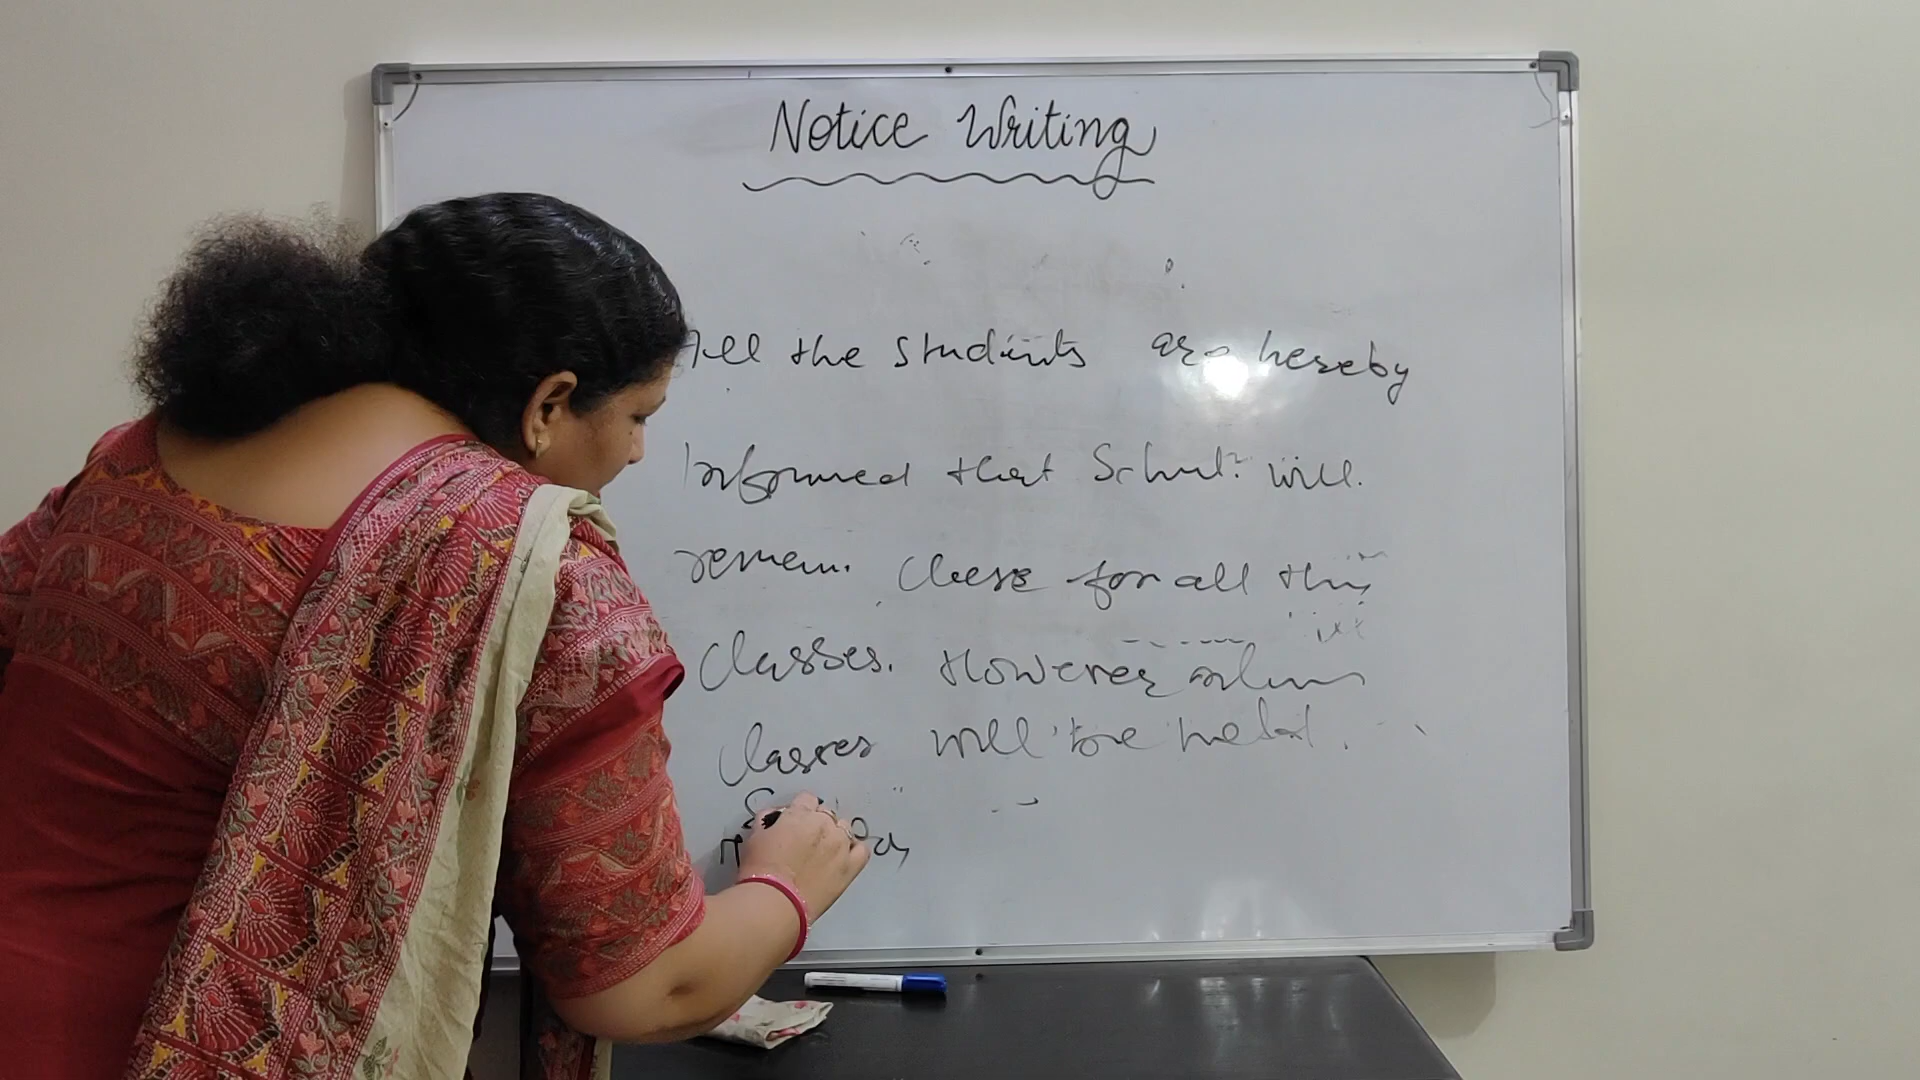 Notice Writing
All the students are hereby
Informed that School will
remain close for all the
classes. However online
classes will be held.